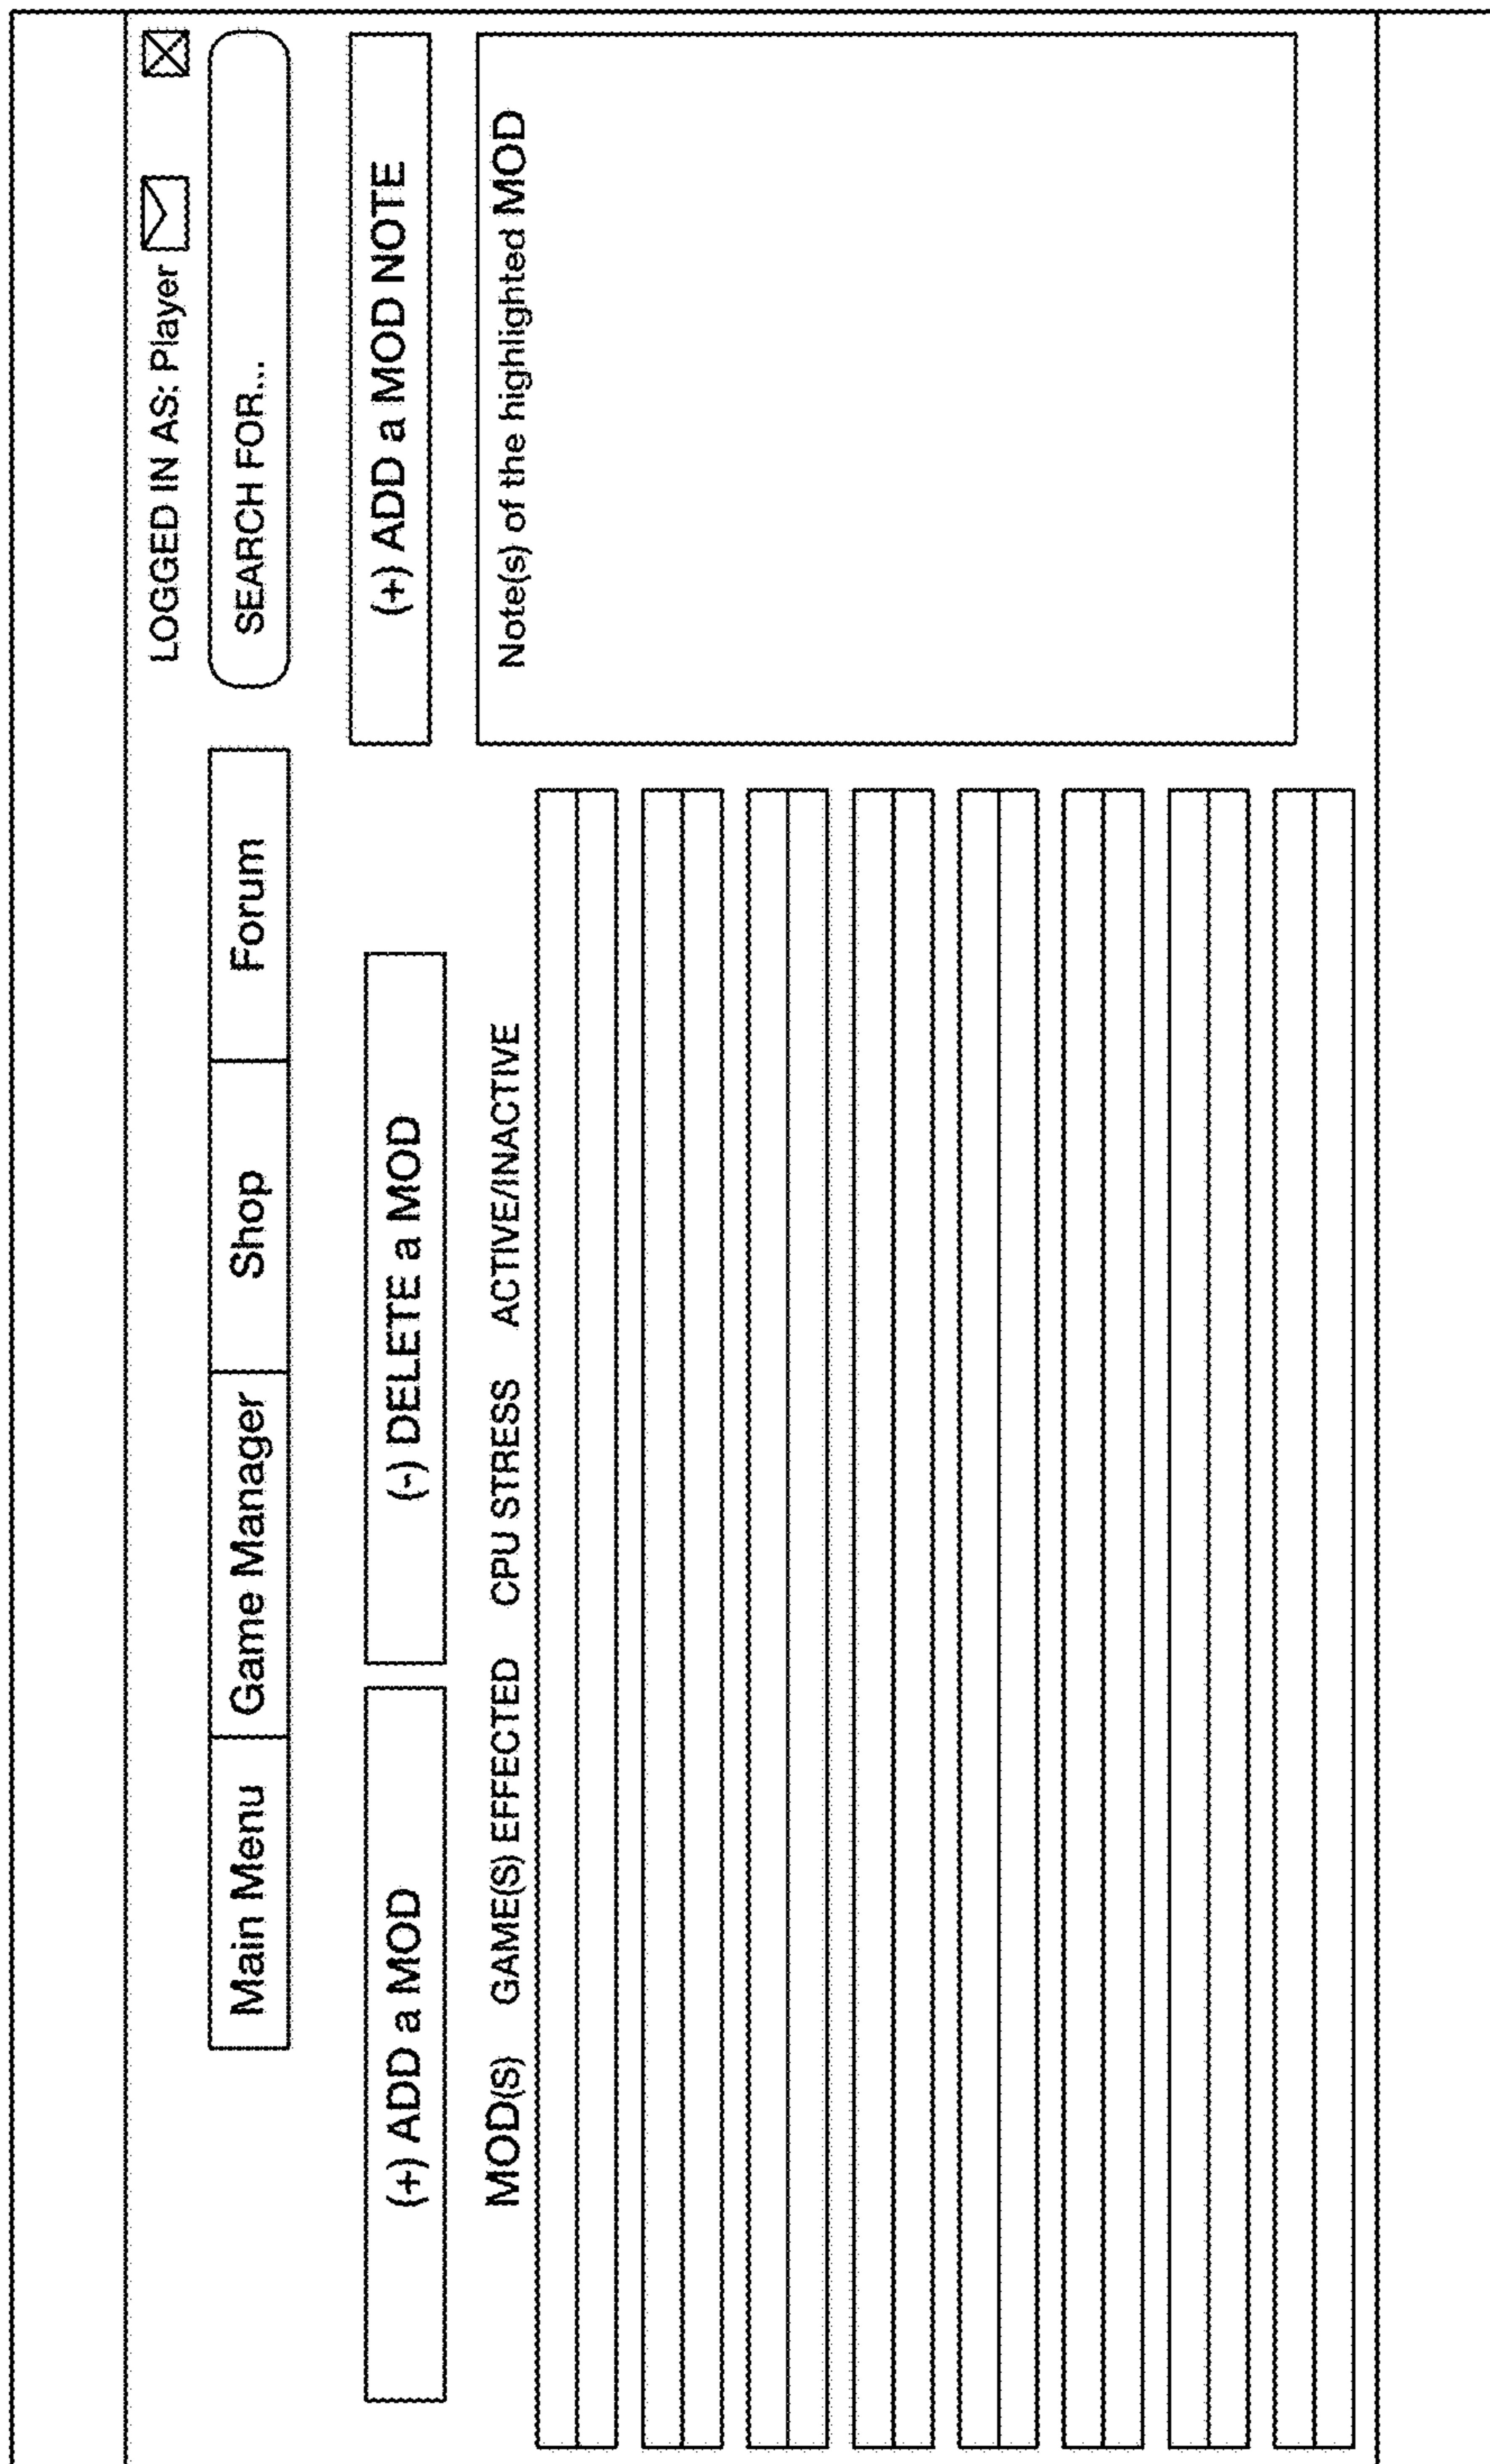 LOGGED IN AS: Player
Main Menu Game Manager Shop Forum SEARCH FOR...
(+) ADD a MOD (-) DELETE a MOD (+) ADD a MOD NOTE
MOD(S) GAME(S) EFFECTED CPU STRESS ACTIVE/INACTIVE
Note(s) of the highlighted MOD